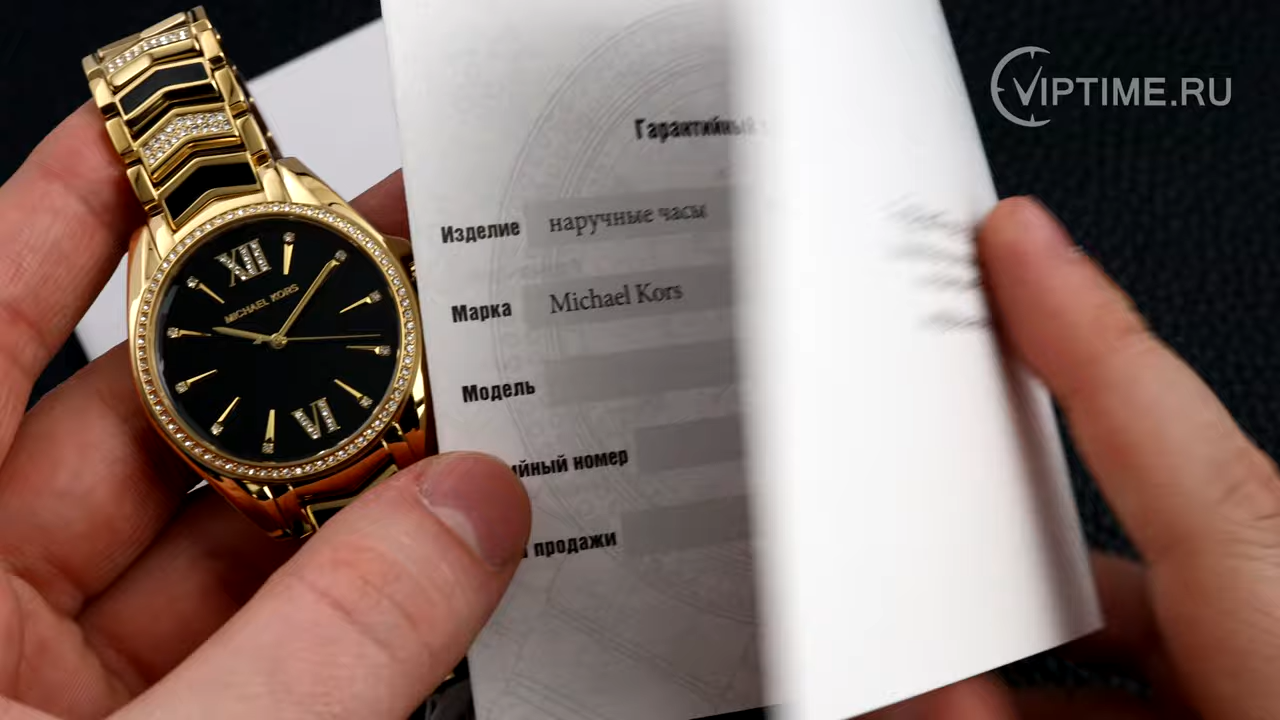 VIPTIME.RU
Гарантийный
Изделие наручные часы
Марка Michael Kors
Модель
йный номер
продажи
XII
MICHAEL KORS
VI